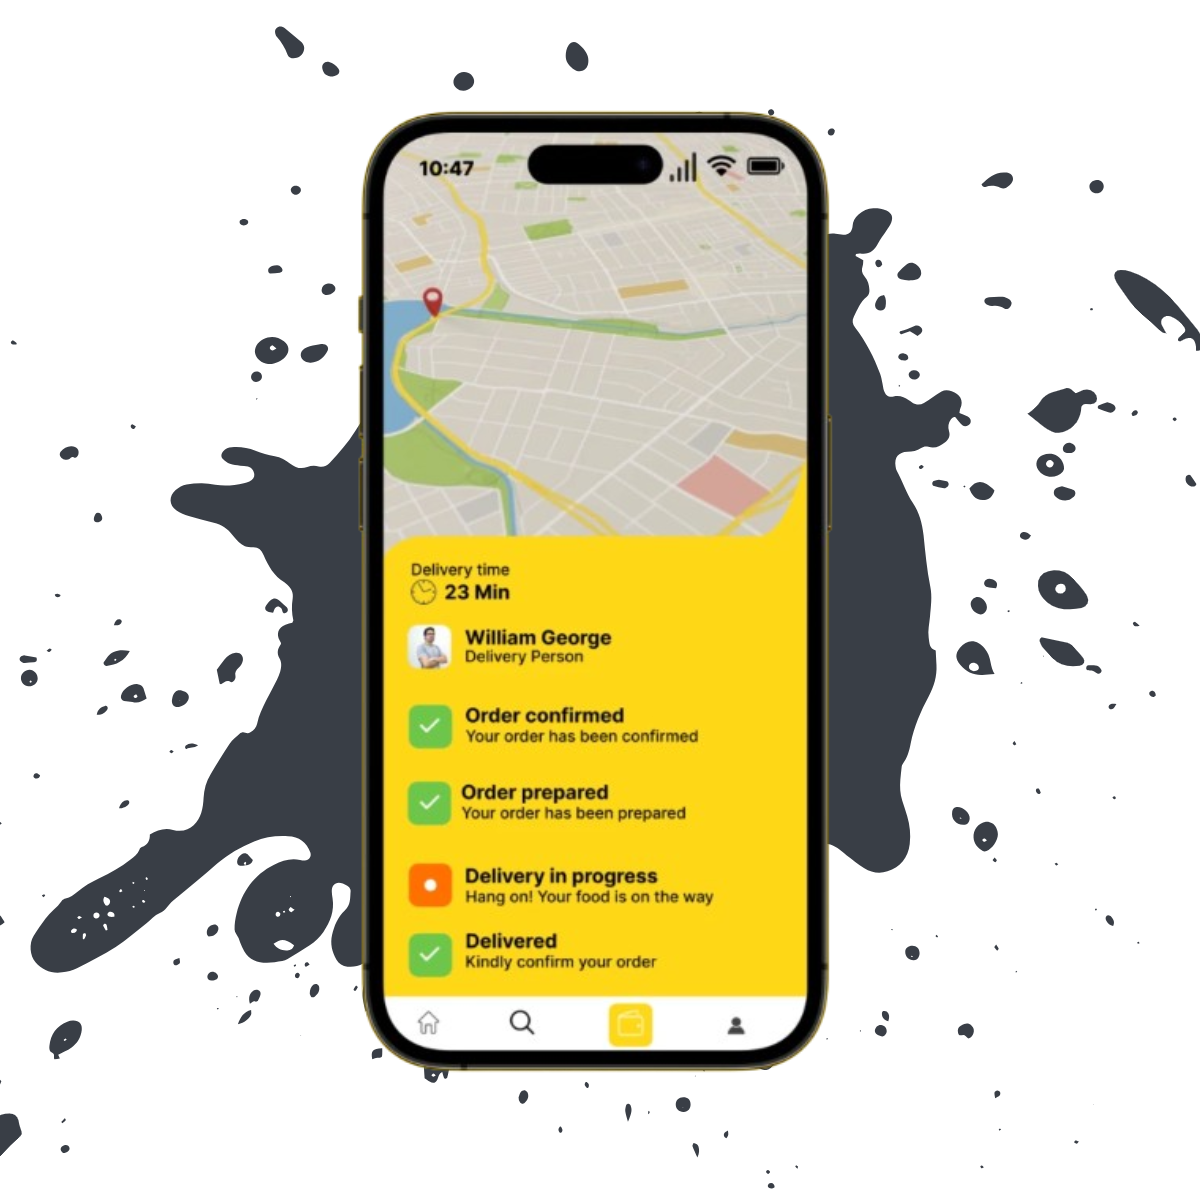 10:47
Delivery time
23 Min
William George
Delivery Person
Order confirmed
Your order has been confirmed
Order prepared
Your order has been prepared
Delivery in progress
Hang on! Your food is on the way
Delivered
Kindly confirm your order